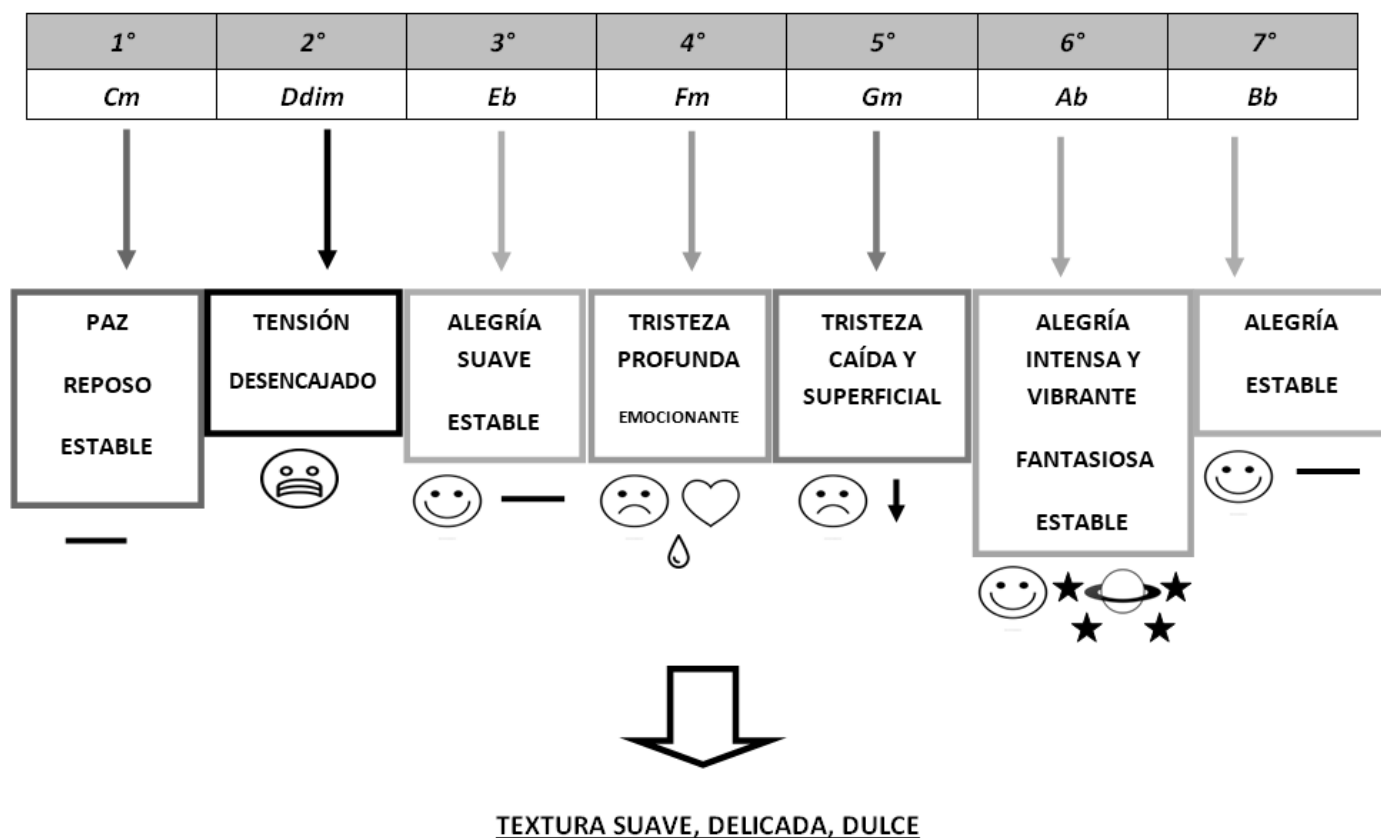 1° 2° 3° 4° 5° 6° 7°
Cm Ddim Eb Fm Gm Ab Bb
PAZ
REPOSO
ESTABLE
TENSIÓN
DESENCAJADO
ALEGRÍA
SUAVE
ESTABLE
TRISTEZA
PROFUNDA
EMOCIONANTE
TRISTEZA
CAÍDA Y
SUPERFICIAL
ALEGRÍA
INTENSA Y
VIBRANTE
FANTASIOSA
ESTABLE
ALEGRÍA
ESTABLE
TEXTURA SUAVE, DELICADA, DULCE